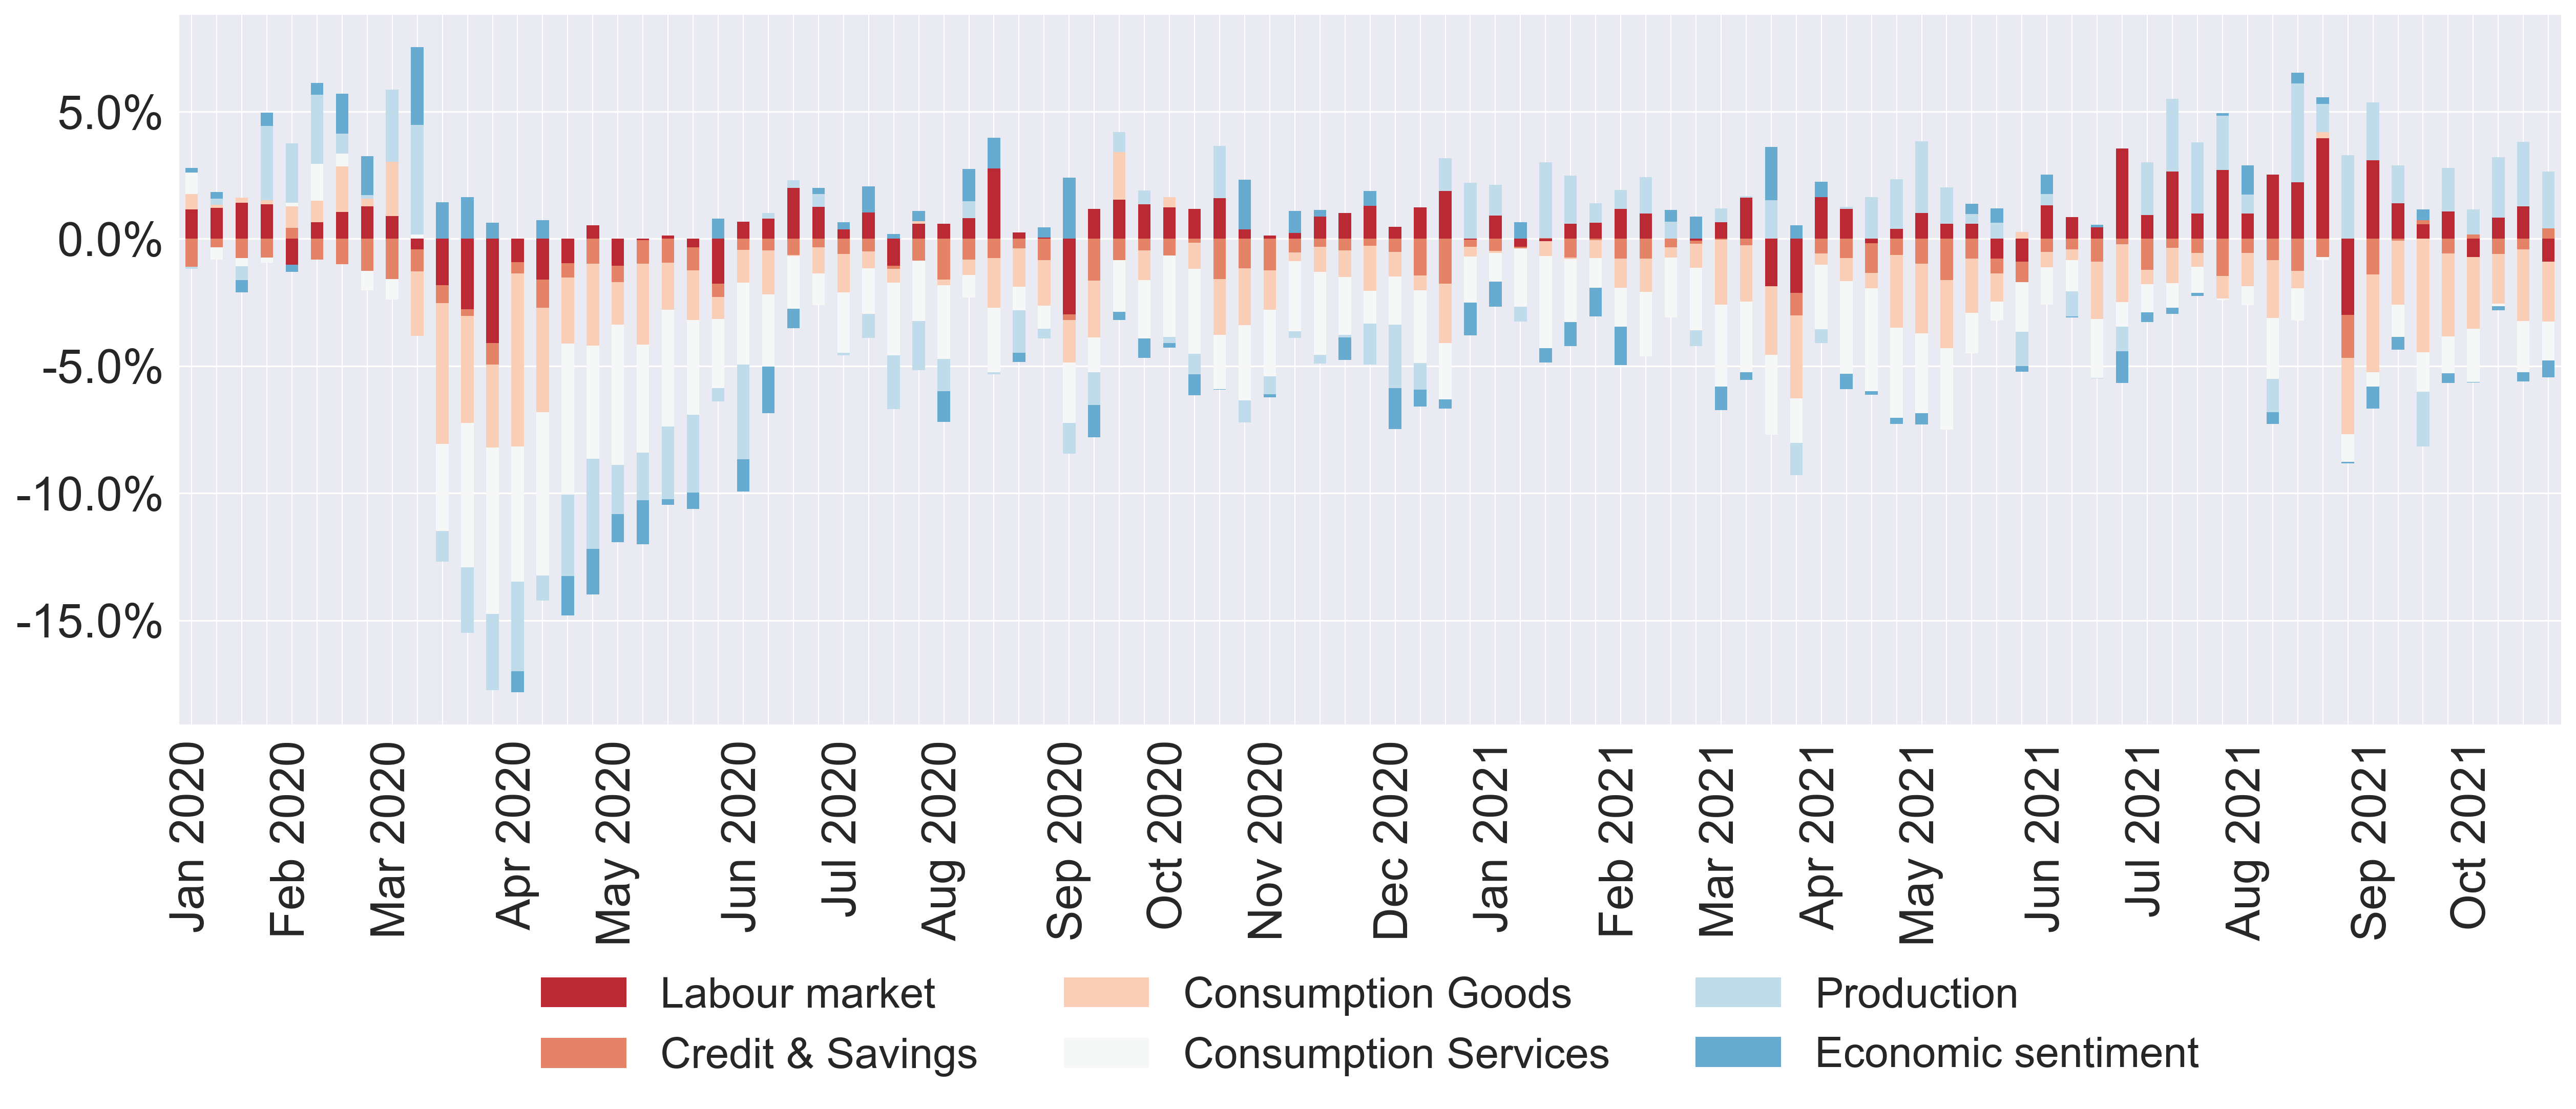 5.0%
0.0%
-5.0%
-10.0%
-15.0%
Jan 2020
Feb 2020
Mar 2020
Apr 2020
May 2020
Jun 2020
Jul 2020
Aug 2020
Sep 2020
Oct 2020
Nov 2020
Dec 2020
Jan 2021
Feb 2021
Mar 2021
Apr 2021
May 2021
Jun 2021
Jul 2021
Aug 2021
Sep 2021
Oct 2021
Labour market
Consumption Goods
Production
Credit & Savings
Consumption Services
Economic sentiment